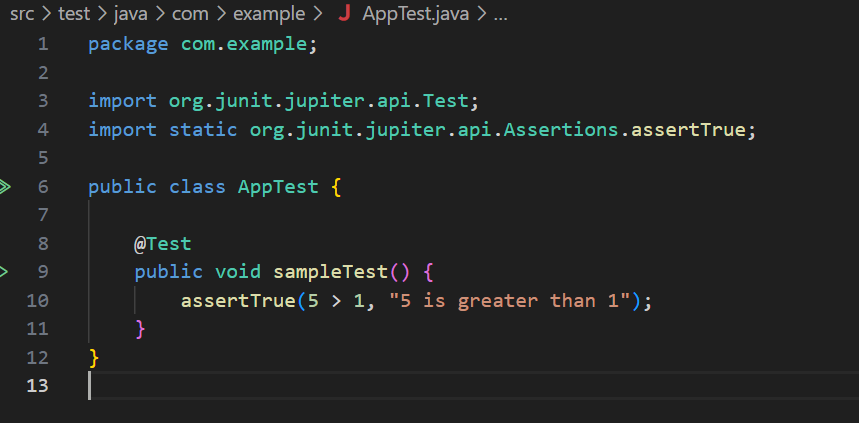 src > test > java > com > example > J AppTest.java > ...
1 package com.example;
2
3 import org.junit.jupiter.api.Test;
4 import static org.junit.jupiter.api.Assertions.assertTrue;
5
6 public class AppTest {
7
8 @Test
9 public void sampleTest() {
10 assertTrue(5 > 1, "5 is greater than 1");
11 }
12 }
13